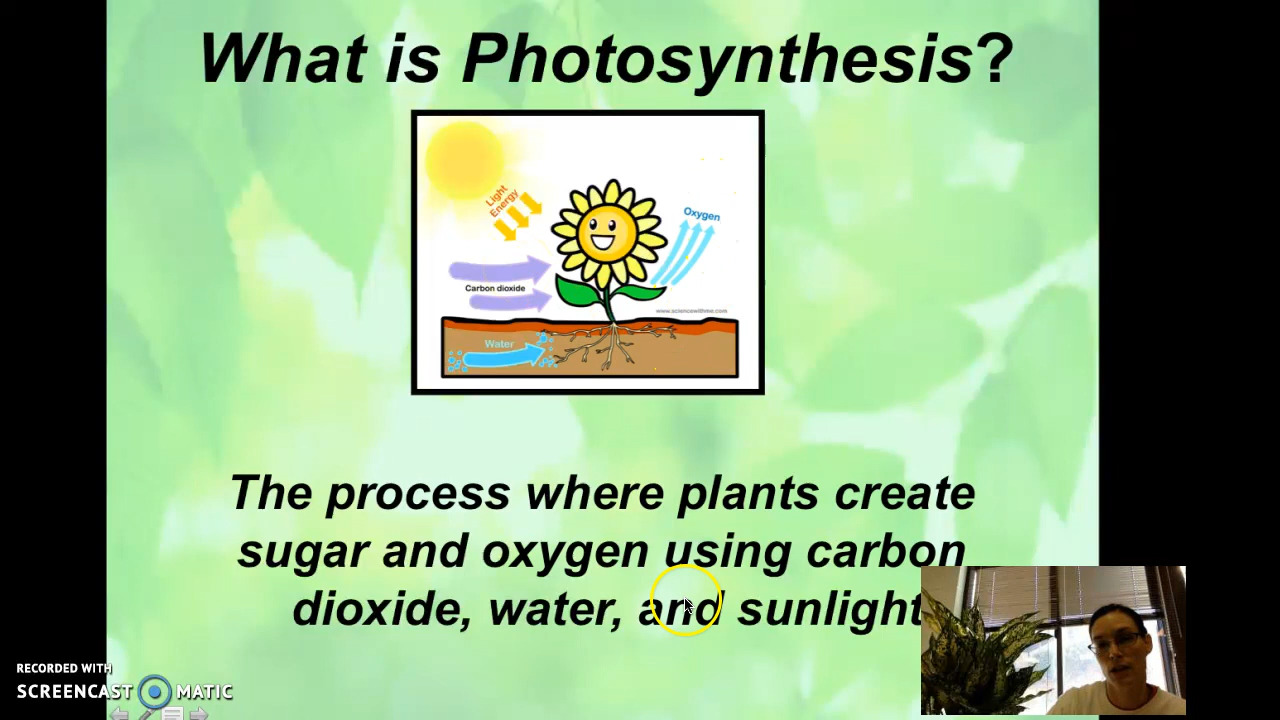 What is Photosynthesis?
Light
Energy
Oxygen
Carbon dioxide
www.sciencewithme.com
Water
The process where plants create
sugar and oxygen using carbon
dioxide, water, and sunlight
RECORDED WITH
SCREENCAST MATIC